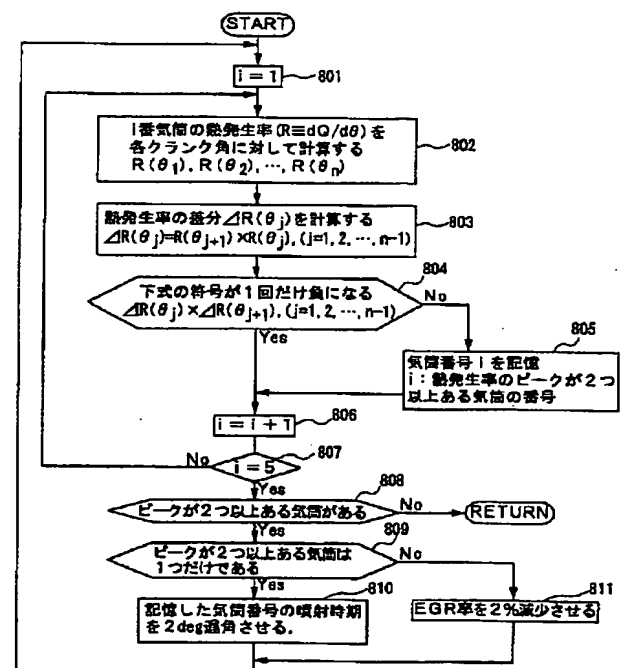 START
i = 1
801
i番気筒の熱発生率(R≡dQ/dθ)を
各クランク角に対して計算する
R(θ1), R(θ2), …, R(θn)
802
熱発生率の差分⊿R(θj)を計算する
⊿R(θj)=R(θj+1)×R(θj),(j=1, 2, …, n-1)
803
804
下式の符号が1回だけ負になる
⊿R(θj)×⊿R(θj+1),(j=1, 2, …, n-1)
No
Yes
805
気筒番号 i を記憶
i:熱発生率のピークが2つ
以上ある気筒の番号
806
i = i + 1
807
No
i = 5
Yes
808
ピークが2つ以上ある気筒がある
No
RETURN
Yes
809
ピークが2つ以上ある気筒は
1つだけである
No
Yes
810
記憶した気筒番号の噴射時期
を2deg遅角させる.
811
EGR率を2%減少させる